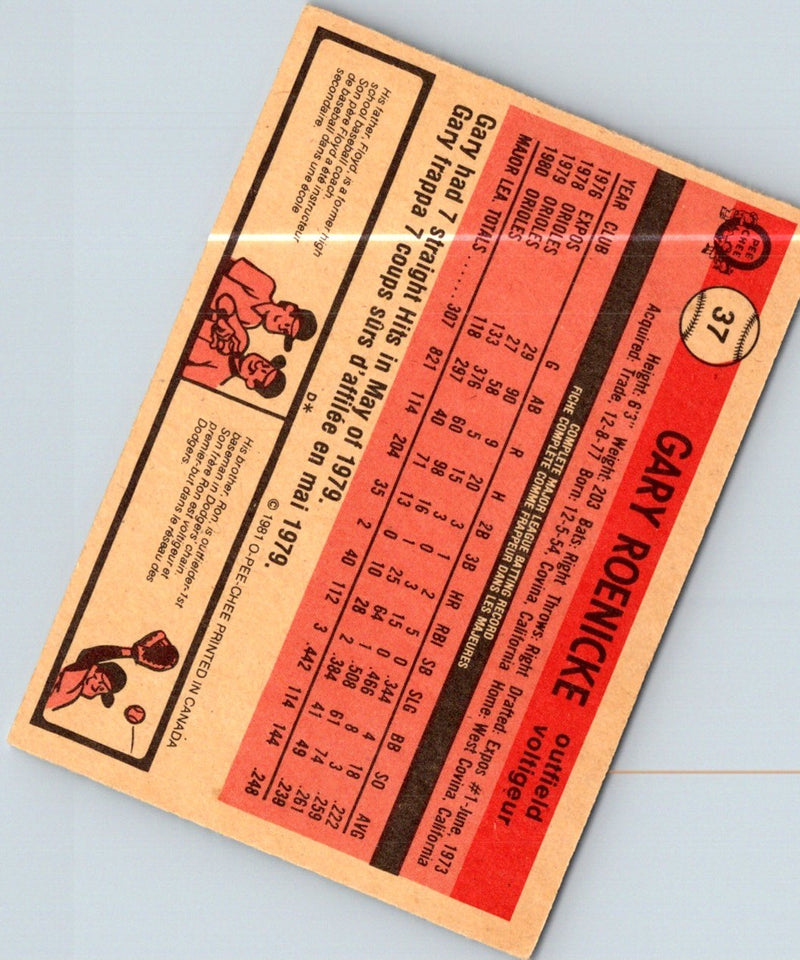 O PEE CHEE
37
GARY ROENICKE
outfield
voltigeur
Height: 6'3" Weight: 203 Bats: Right Throws: Right Drafted: Expos #1-June, 1973
Acquired: Trade, 12-8-77 Born: 12-5-54, Covina, California Home: West Covina, California
COMPLETE MAJOR LEAGUE BATTING RECORD
FICHE COMPLETE COMME FRAPPEUR DANS LES MAJEURES
YEAR CLUB G AB R H 2B 3B HR RBI SB SLG BB SO AVG
1976 EXPOS 29 90 9 20 3 1 2 5 0 .344 4 18 .222
1978 ORIOLES 27 58 5 15 3 0 3 15 0 .466 8 3 .259
1979 ORIOLES 133 376 60 98 16 1 25 64 1 .508 61 74 .261
1980 ORIOLES 118 297 40 71 13 0 10 28 2 .384 41 49 .239
MAJOR LEA. TOTALS ..... 307 821 114 204 35 2 40 112 3 .442 114 144 .248
Gary had 7 straight Hits in May of 1979.
Gary frappa 7 coups sûrs d'affilée en mai 1979.
D* © 1981 O-PEE-CHEE PRINTED IN CANADA
His father, Floyd is a former high
school baseball coach.
Son père Floyd a été instructeur
de baseball dans une école
secondaire
His brother, Ron, is outfielder-1st
baseman in Dodgers' chain.
Son frère Ron est voltigeur et
premier-but dans le réseau des
Dodgers.